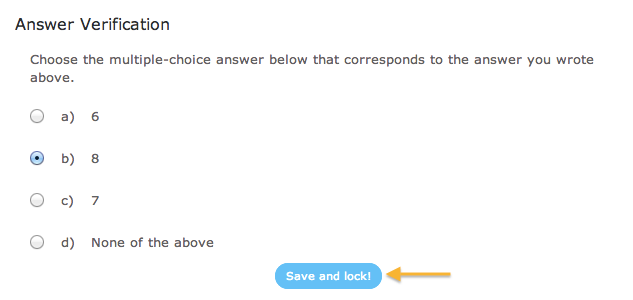 Answer Verification
Choose the multiple-choice answer below that corresponds to the answer you wrote
above.
a) 6
b) 8
c) 7
d) None of the above
Save and lock!